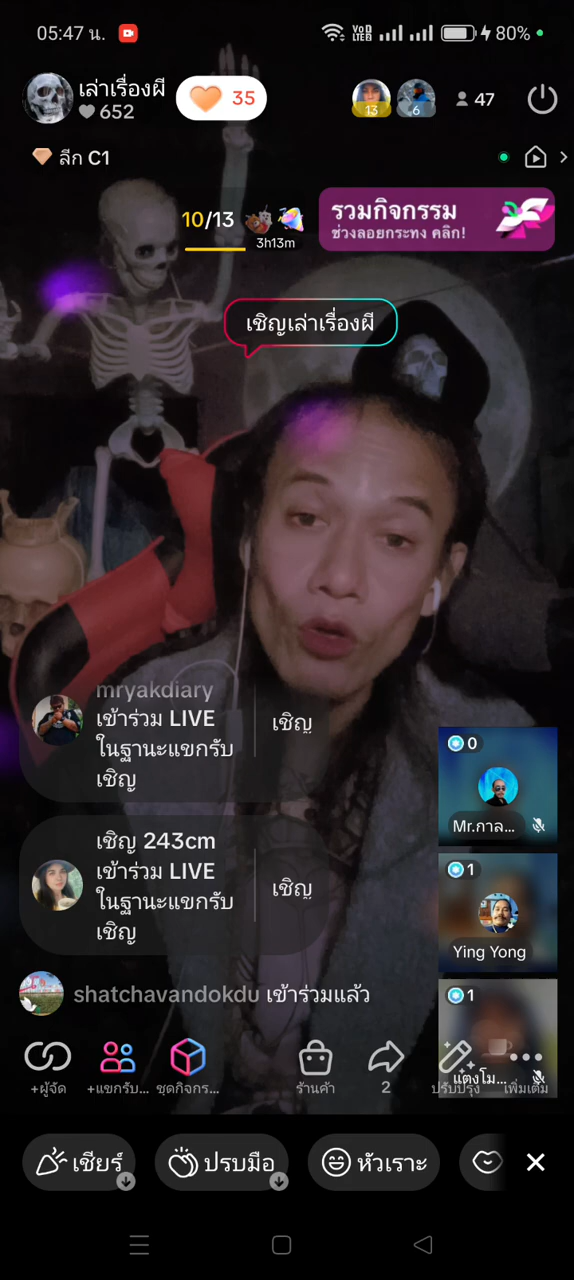 05:47 น.
VoD
LTED
80%
เล่าเรื่องผี
652
35
13
6
47
ลีก C1
10/13
3h13m
รวมกิจกรรม
ช่วงลอยกระทง คลิก!
เชิญเล่าเรื่องผี
mryakdiary
เข้าร่วม LIVE
ในฐานะแขกรับ
เชิญ
เชิญ
0
Mr.กาล...
เชิญ 243cm
เข้าร่วม LIVE
ในฐานะแขกรับ
เชิญ
เชิญ
1
Ying Yong
shatchavandokdu เข้าร่วมแล้ว
1
แตงโม...
+ผู้จัด
+แขกรับ...
ชุดกิจกร...
ร้านค้า
2
ปรับปรุง
เพิ่มเติม
เชียร์
ปรบมือ
หัวเราะ